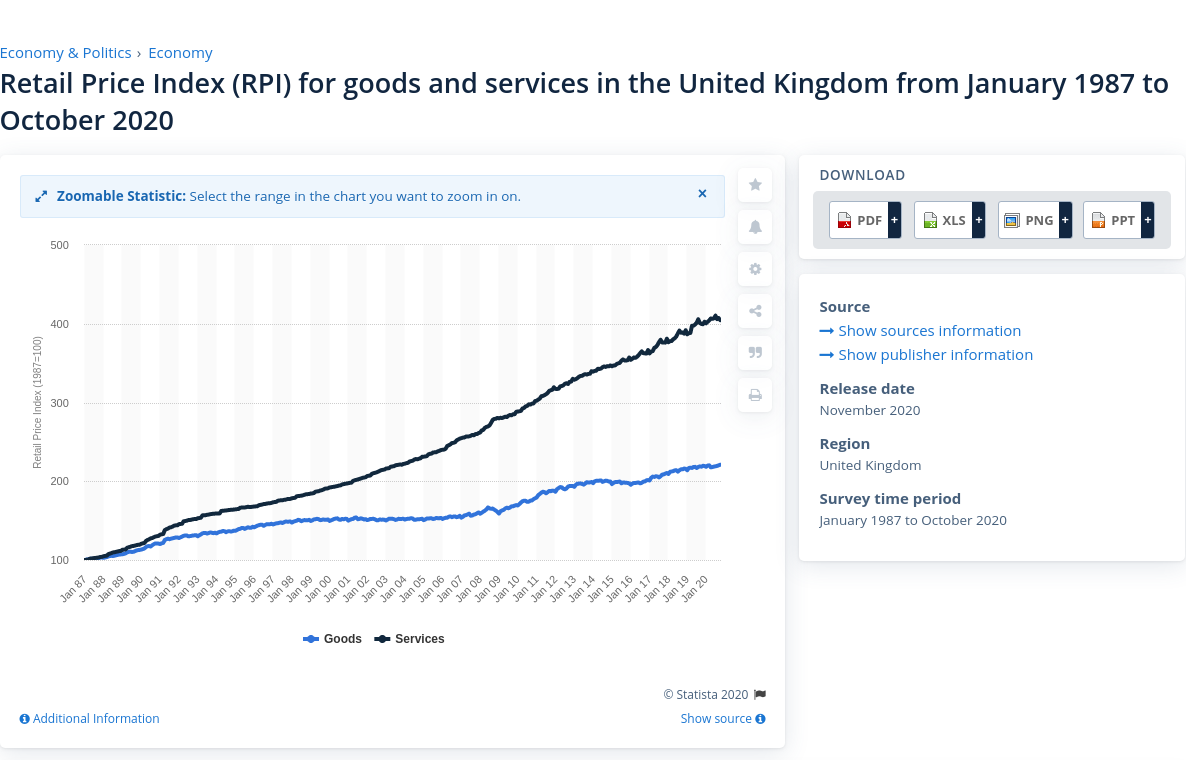 Economy & Politics › Economy
Retail Price Index (RPI) for goods and services in the United Kingdom from January 1987 to
October 2020
Zoomable Statistic: Select the range in the chart you want to zoom in on. ×
500
400
300
200
100
Retail Price Index (1987=100)
Jan 87
Jan 88
Jan 89
Jan 90
Jan 91
Jan 92
Jan 93
Jan 94
Jan 95
Jan 96
Jan 97
Jan 98
Jan 99
Jan 00
Jan 01
Jan 02
Jan 03
Jan 04
Jan 05
Jan 06
Jan 07
Jan 08
Jan 09
Jan 10
Jan 11
Jan 12
Jan 13
Jan 14
Jan 15
Jan 16
Jan 17
Jan 18
Jan 19
Jan 20
Goods Services
© Statista 2020
Additional Information
Show source
DOWNLOAD
PDF + XLS + PNG + PPT +
Source
Show sources information
Show publisher information
Release date
November 2020
Region
United Kingdom
Survey time period
January 1987 to October 2020